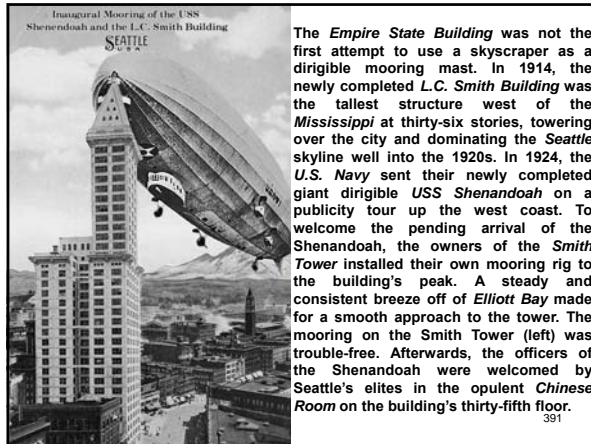 Inaugural Mooring of the USS
Shenendoah and the L.C. Smith Building
SEATTLE
USA
The Empire State Building was not the
first attempt to use a skyscraper as a
dirigible mooring mast. In 1914, the
newly completed L.C. Smith Building was
the tallest structure west of the
Mississippi at thirty-six stories, towering
over the city and dominating the Seattle
skyline well into the 1920s. In 1924, the
U.S. Navy sent their newly completed
giant dirigible USS Shenandoah on a
publicity tour up the west coast. To
welcome the pending arrival of the
Shenandoah, the owners of the Smith
Tower installed their own mooring rig to
the building’s peak. A steady and
consistent breeze off of Elliott Bay made
for a smooth approach to the tower. The
mooring on the Smith Tower (left) was
trouble-free. Afterwards, the officers of
the Shenandoah were welcomed by
Seattle’s elites in the opulent Chinese
Room on the building’s thirty-fifth floor.
391